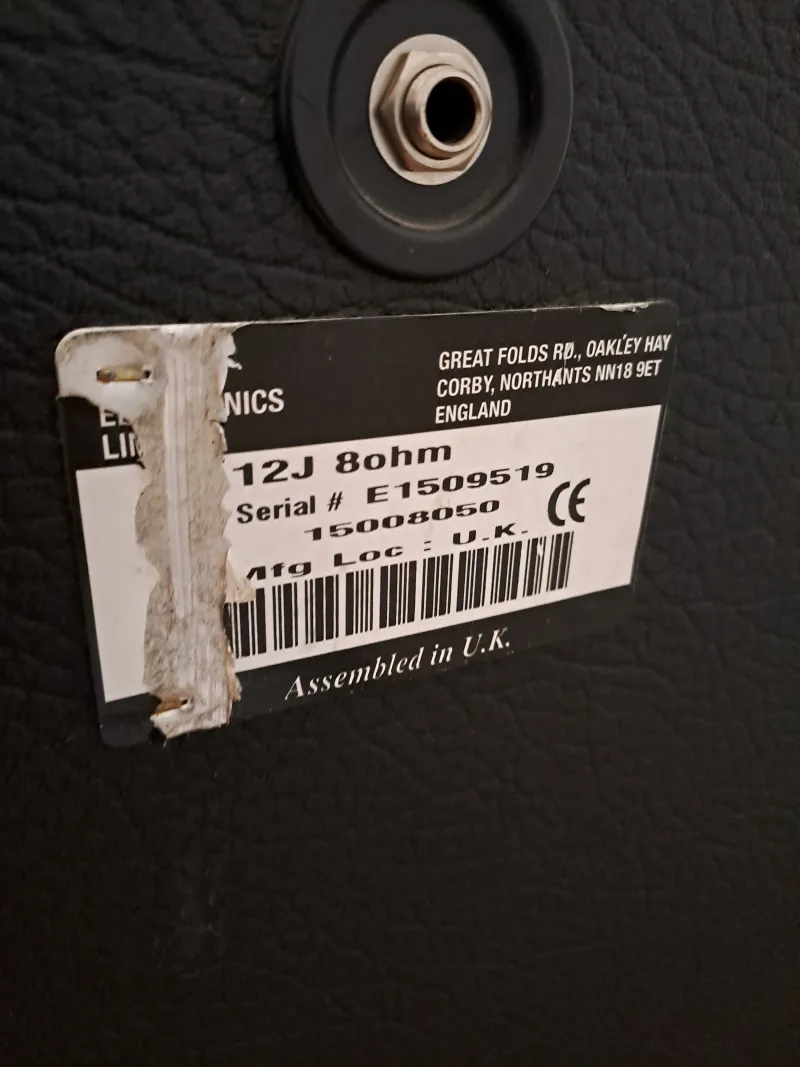 NICS
GREAT FOLDS RD., OAKLEY HAY
CORBY, NORTHANTS NN18 9ET
ENGLAND
12J 8ohm
Serial # E1509519
15008050
CE
Mfg Loc : U.K.
Assembled in U.K.